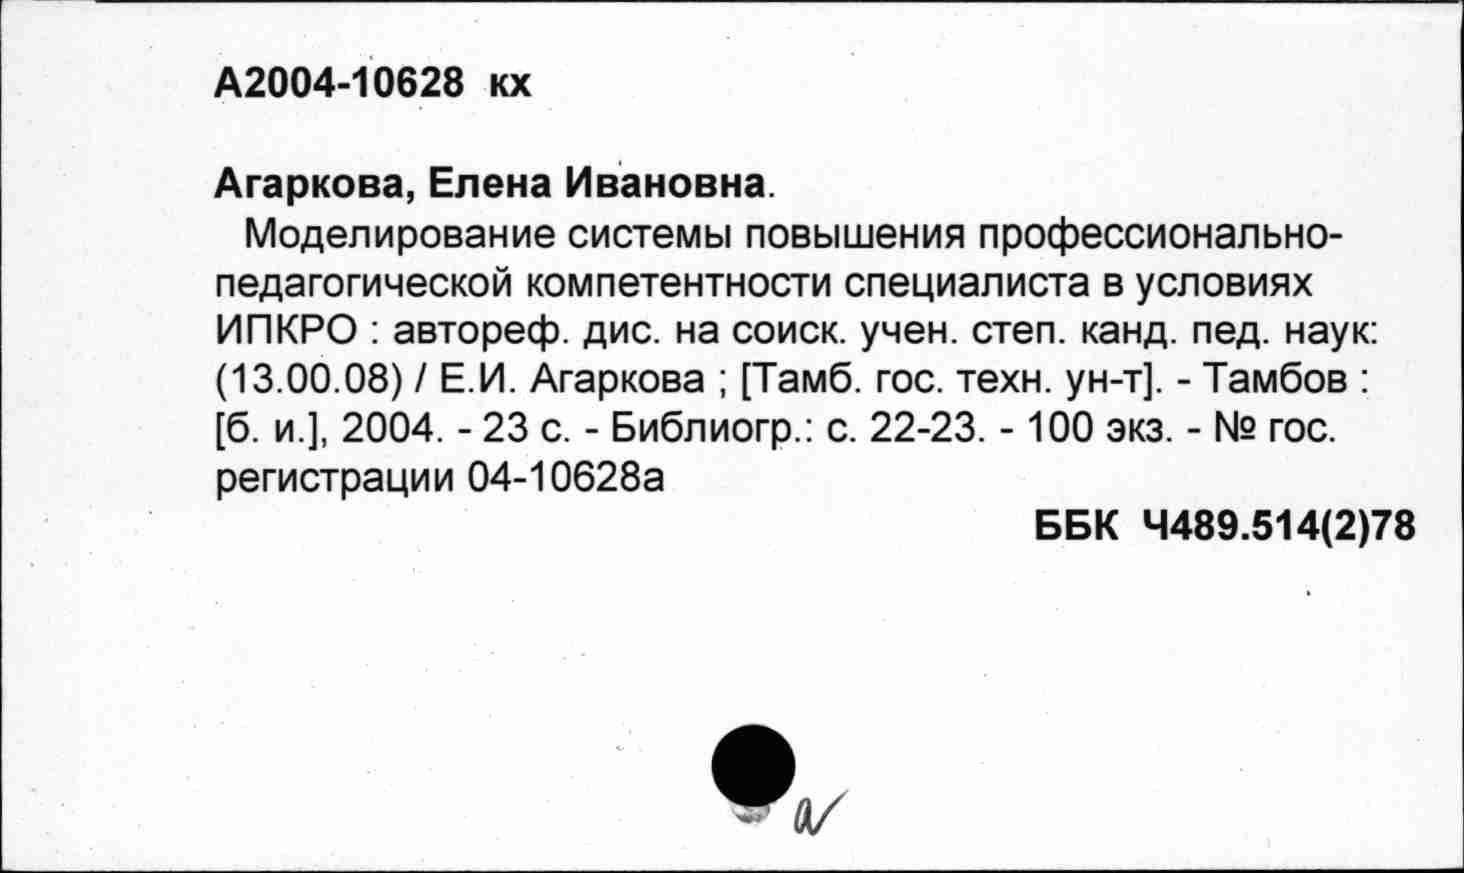 А2004-10628 кх
Агаркова, Елена Ивановна.
Моделирование системы повышения профессионально-
педагогической компетентности специалиста в условиях
ИПКРО : автореф. дис. на соиск. учен. степ. канд. пед. наук:
(13.00.08) / Е.И. Агаркова ; [Тамб. гос. техн. ун-т]. - Тамбов :
[б. и.], 2004. - 23 с. - Библиогр.: с. 22-23. - 100 экз. - № гос.
регистрации 04-10628а
ББК Ч489.514(2)78